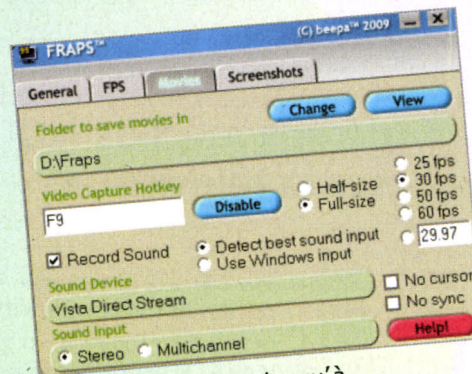 FRAPS™ (C) beepa™ 2009
General FPS Movies Screenshots
Folder to save movies in Change View
D:\Fraps
Video Capture Hotkey
F9
Disable
Half-size
Full-size
25 fps
30 fps
50 fps
60 fps
29.97
Record Sound
Detect best sound input
Use Windows input
Sound Device
Vista Direct Stream
No cursor
No sync
Sound Input
Stereo Multichannel
Help!